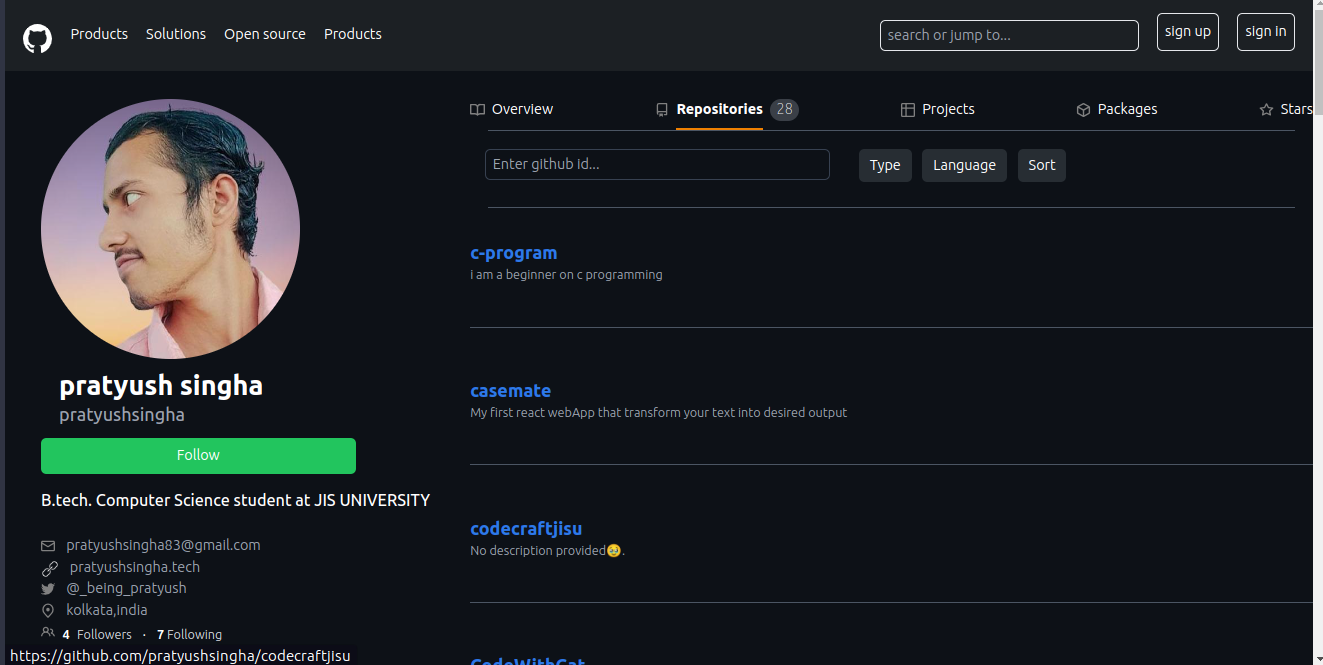 Products Solutions Open source Products search or jump to... sign up sign in
Overview Repositories 28 Projects Packages Stars
Enter github id... Type Language Sort
pratyush singha
pratyushsingha
Follow
B.tech. Computer Science student at JIS UNIVERSITY
pratyushsingha83@gmail.com
pratyushsingha.tech
@_being_pratyush
kolkata,india
4 Followers · 7 Following
c-program
i am a beginner on c programming
casemate
My first react webApp that transform your text into desired output
codecraftjisu
No description provided🥹.
CodeWithCat
https://github.com/pratyushsingha/codecraftjisu